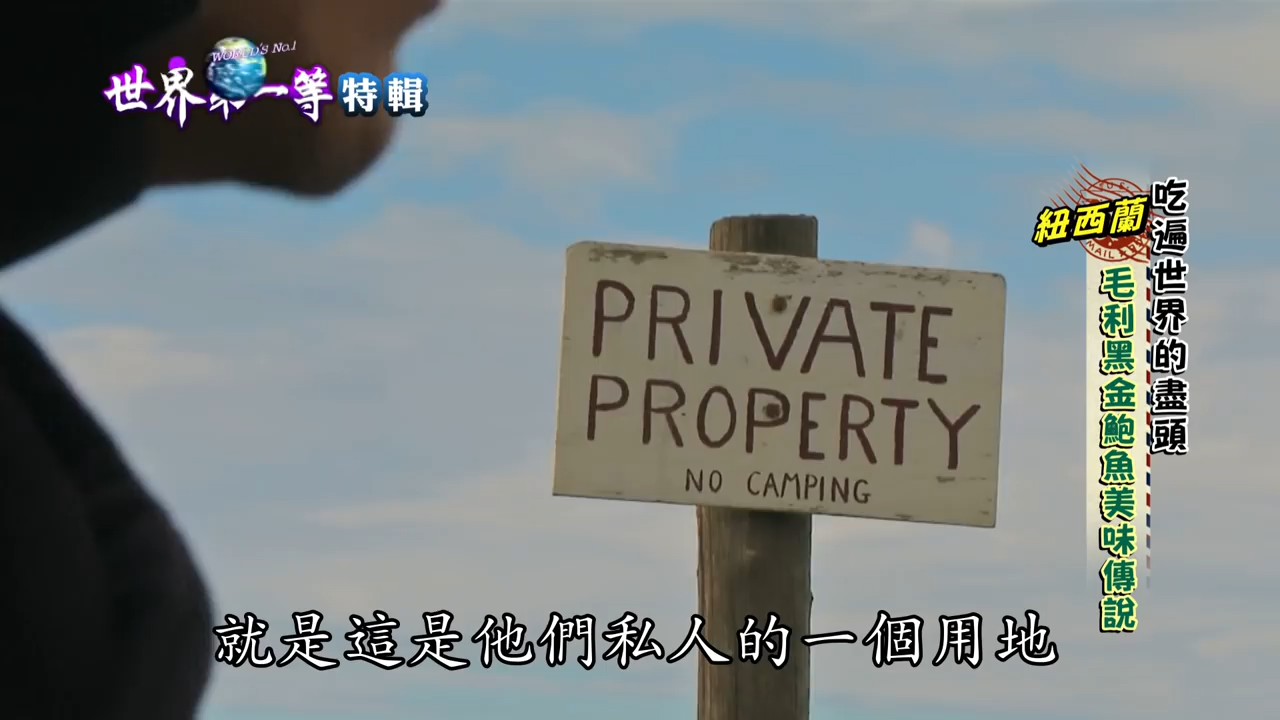 WORLD'S No.1
世界第一等特輯
吃遍世界的盡頭
紐西蘭
MAIL
毛利黑金鮑魚美味傳說
PRIVATE
PROPERTY
NO CAMPING
就是這是他們私人的一個用地